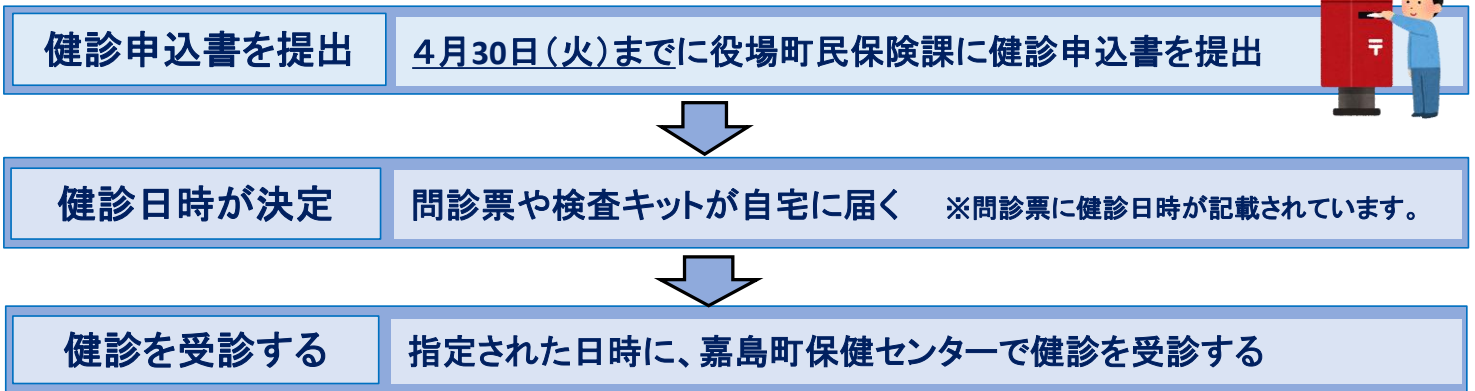 健診申込書を提出
４月30日（火）までに役場町民保険課に健診申込書を提出
〒
健診日時が決定
問診票や検査キットが自宅に届く ※問診票に健診日時が記載されています。
健診を受診する
指定された日時に、嘉島町保健センターで健診を受診する